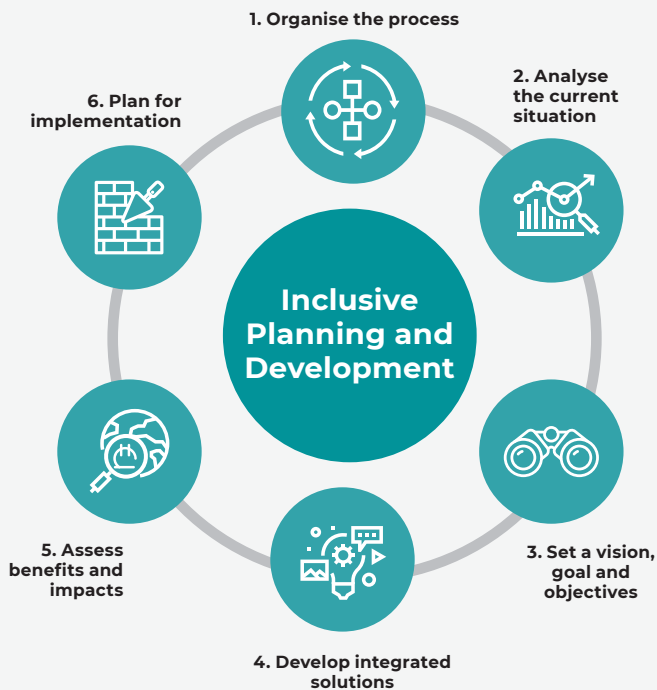 1. Organise the process
2. Analyse
the current
situation
3. Set a vision,
goal and
objectives
4. Develop integrated
solutions
5. Assess
benefits and
impacts
6. Plan for
implementation
Inclusive
Planning and
Development